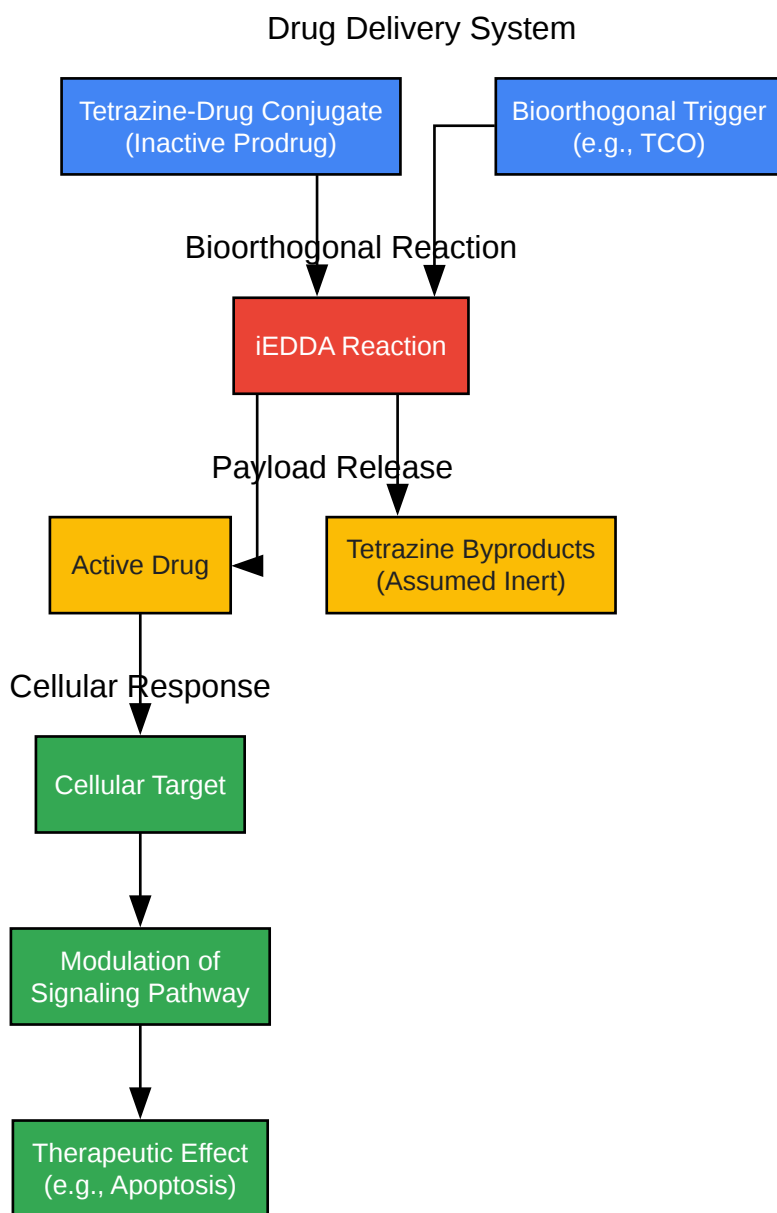 Drug Delivery System
Tetrazine-Drug Conjugate
(Inactive Prodrug)
Bioorthogonal Trigger
(e.g., TCO)
Bioorthogonal Reaction
iEDDA Reaction
Payload Release
Active Drug
Tetrazine Byproducts
(Assumed Inert)
Cellular Response
Cellular Target
Modulation of
Signaling Pathway
Therapeutic Effect
(e.g., Apoptosis)